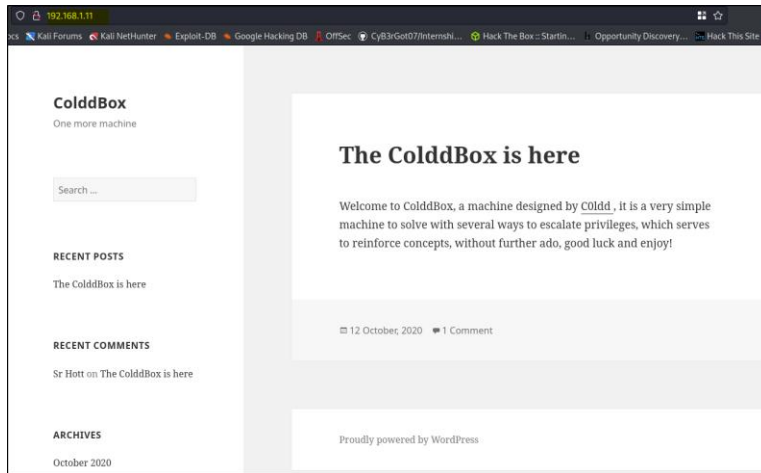 192.168.1.11
Kali Forums Kali NetHunter Exploit-DB Google Hacking DB OffSec CyB3rGot07/Internshi... Hack The Box :: Startin... Opportunity Discovery... Hack This Site
ColddBox
One more machine
Search ...
RECENT POSTS
The ColddBox is here
RECENT COMMENTS
Sr Hott on The ColddBox is here
ARCHIVES
October 2020
The ColddBox is here
Welcome to ColddBox, a machine designed by C0ldd , it is a very simple
machine to solve with several ways to escalate privileges, which serves
to reinforce concepts, without further ado, good luck and enjoy!
12 October, 2020 1 Comment
Proudly powered by WordPress